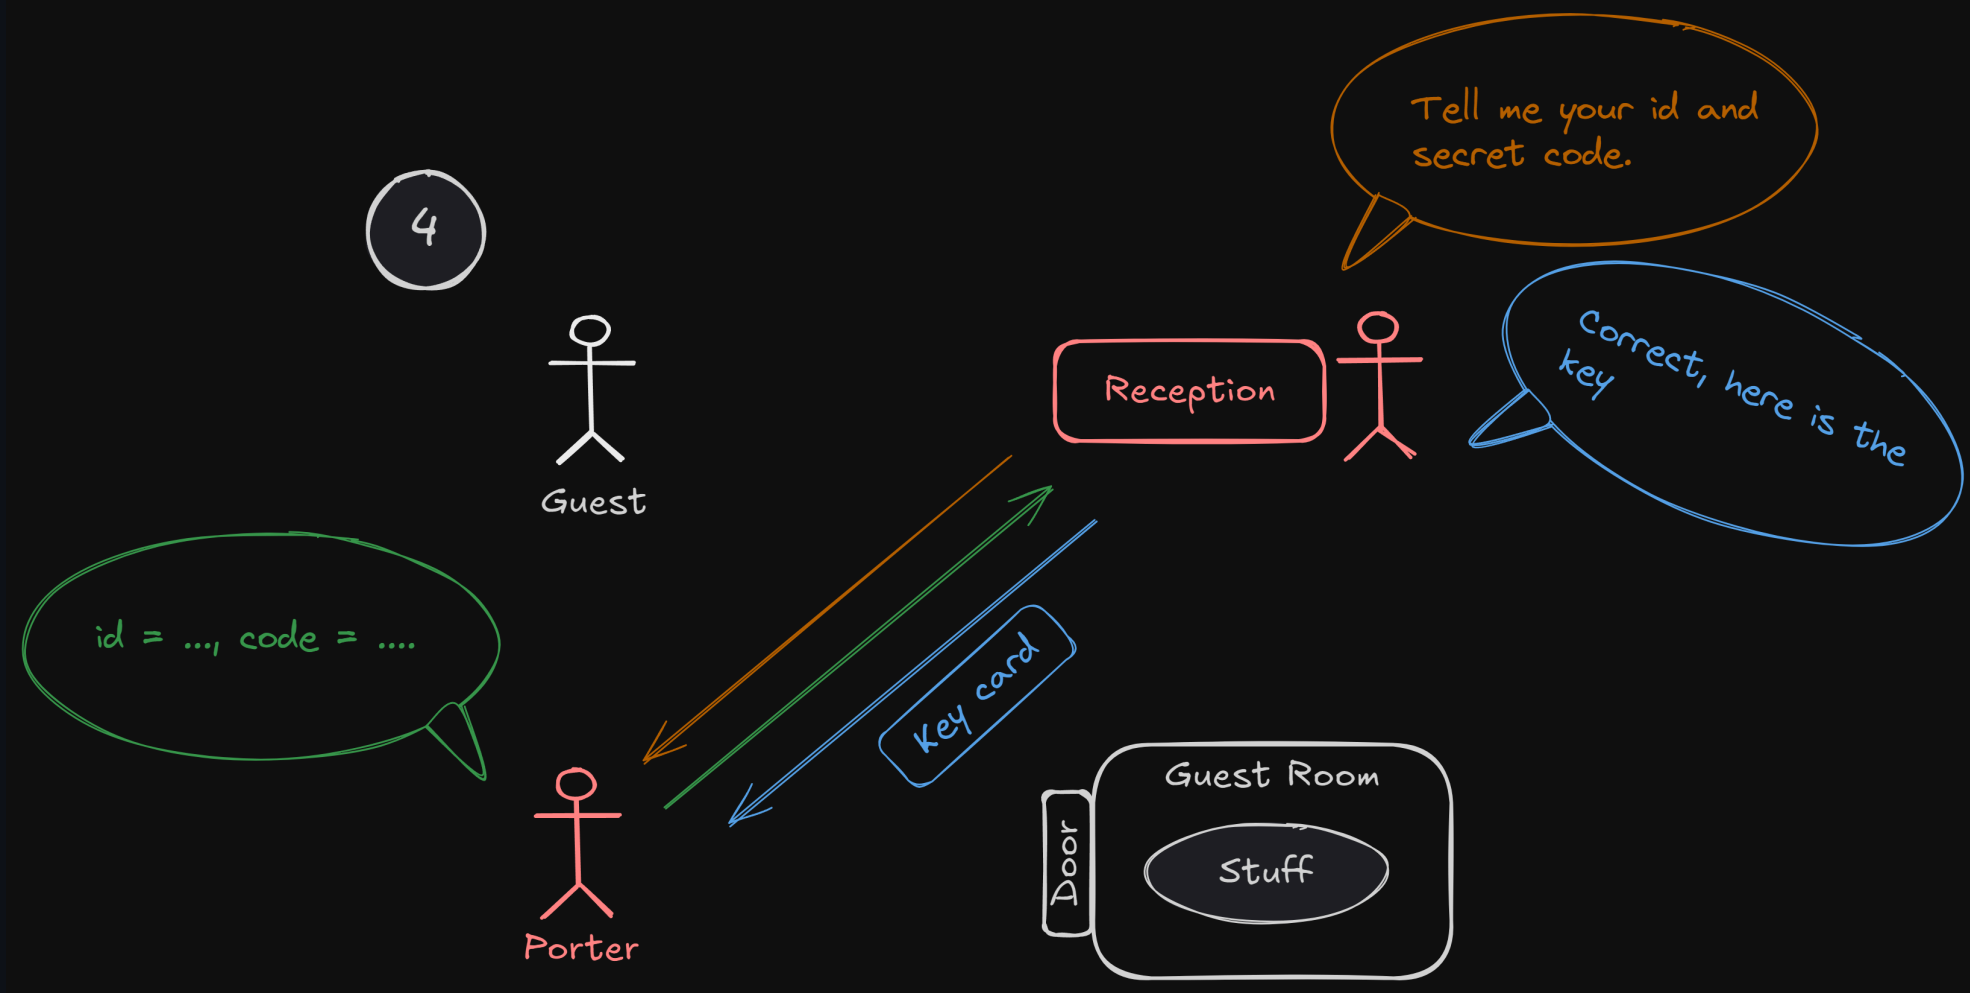 Tell me your id and
secret code.
4
Correct, here is the
key
Reception
Guest
id = ..., code = ....
Key card
Guest Room
Door
Stuff
Porter